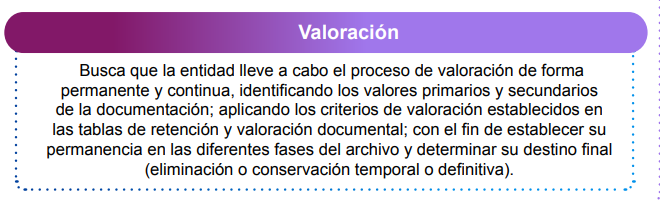 Valoración
Busca que la entidad lleve a cabo el proceso de valoración de forma
permanente y continua, identificando los valores primarios y secundarios
de la documentación; aplicando los criterios de valoración establecidos en
las tablas de retención y valoración documental; con el fin de establecer su
permanencia en las diferentes fases del archivo y determinar su destino final
(eliminación o conservación temporal o definitiva).